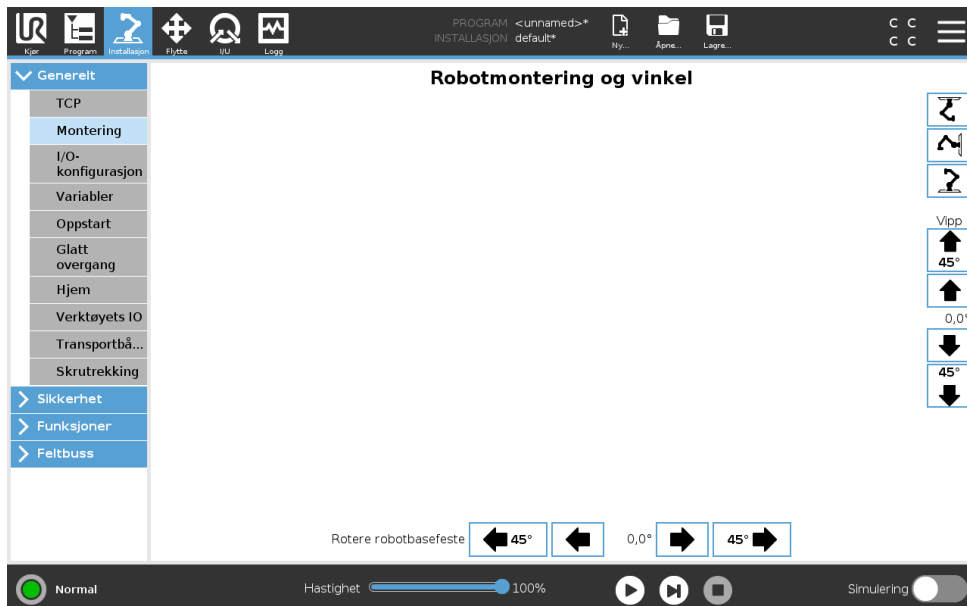 PROGRAM <unnamed>*
INSTALLASJON default*
C C
C C
Kjør Program Installasjon Flytte I/U Logg Ny... Åpne... Lagre...
Generelt
TCP
Montering
I/O-
konfigurasjon
Variabler
Oppstart
Glatt
overgang
Hjem
Verktøyets IO
Transportbå...
Skrutrekking
Sikkerhet
Funksjoner
Feltbuss
Robotmontering og vinkel
Vipp
45°
0,0°
45°
Rotere robotbasefeste 45° 0,0° 45°
Normal Hastighet 100% Simulering